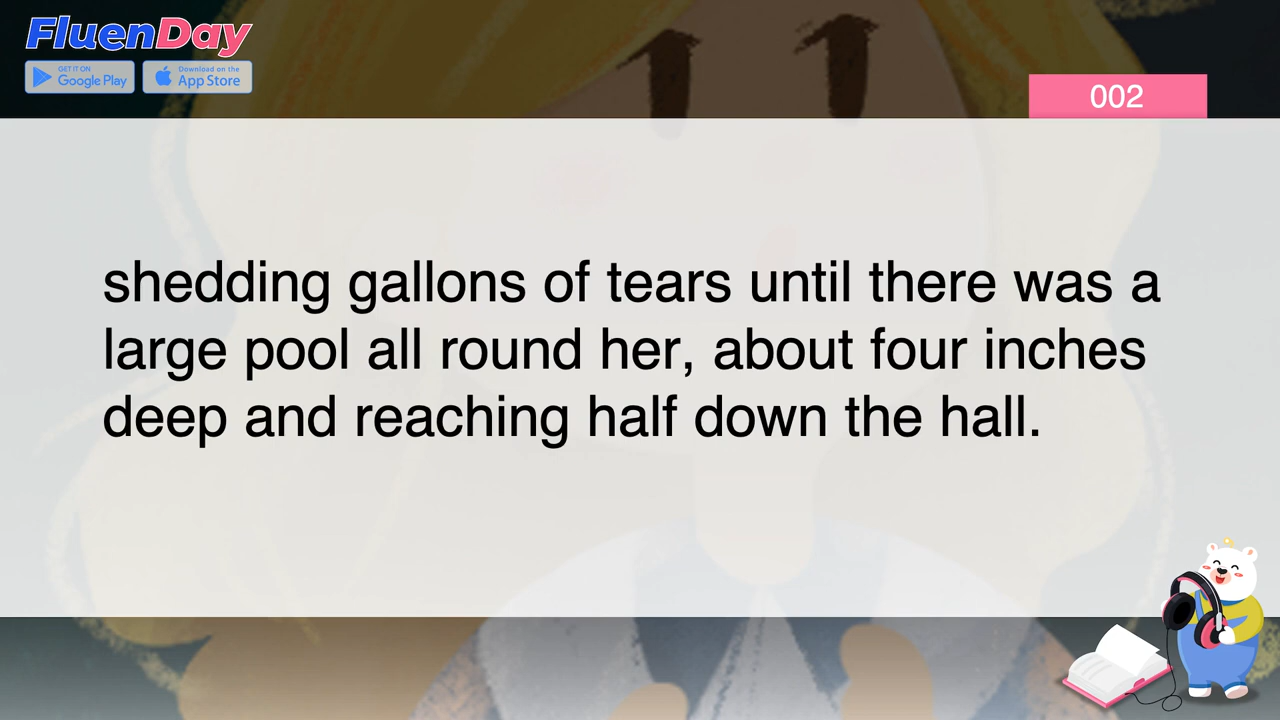 FluenDay
GET IT ON
Google Play
Download on the
App Store
002
shedding gallons of tears until there was a
large pool all round her, about four inches
deep and reaching half down the hall.